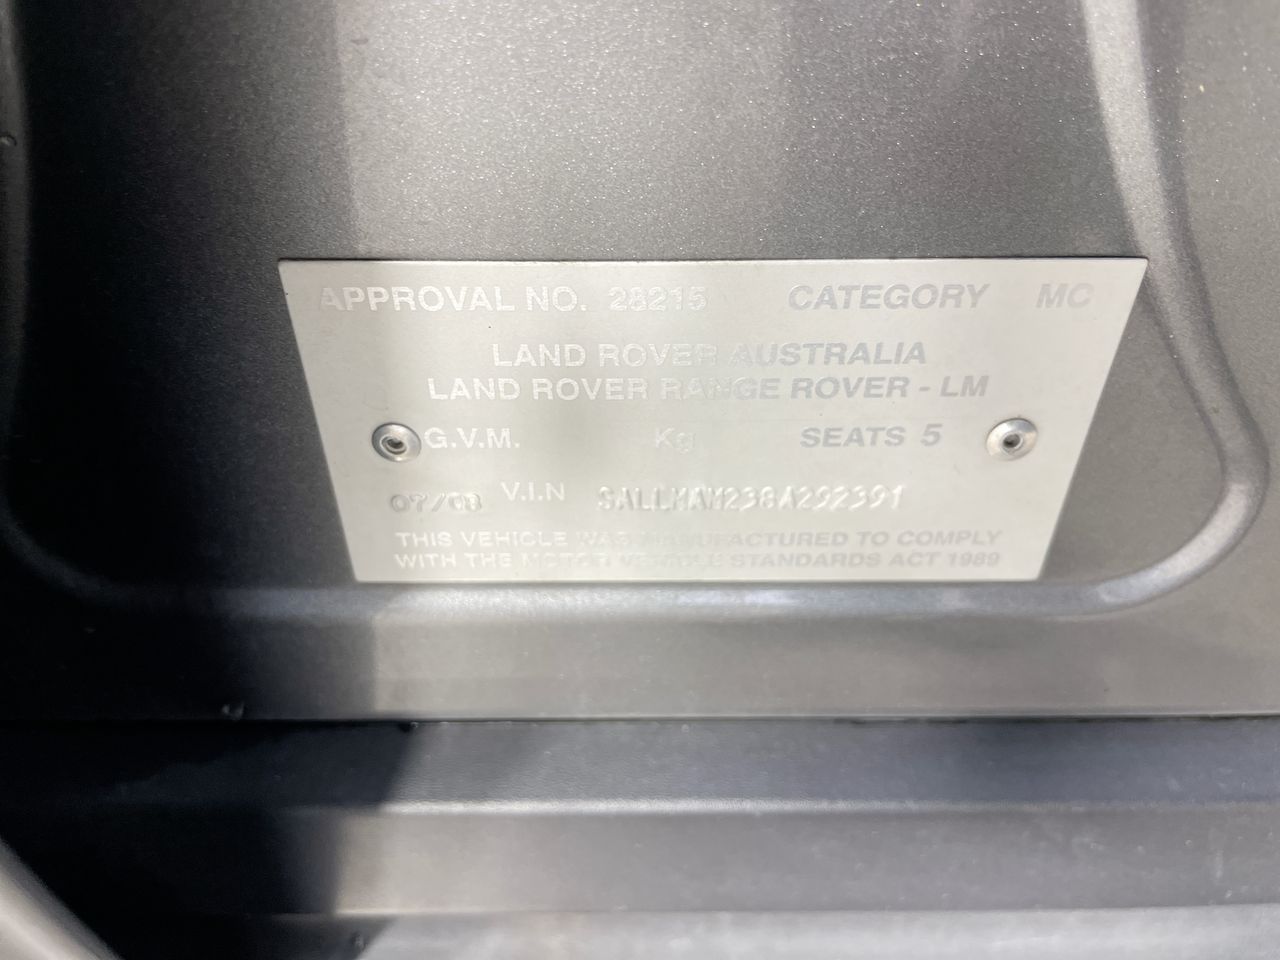 APPROVAL NO. 28215 CATEGORY MC
LAND ROVER AUSTRALIA
LAND ROVER RANGE ROVER - LM
G.V.M. Kg SEATS 5
07/08 V.I.N SALLMAM238A292391
THIS VEHICLE WAS MANUFACTURED TO COMPLY
WITH THE MOTOR VEHICLE STANDARDS ACT 1989